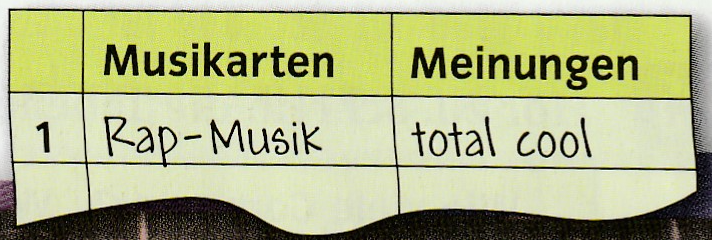 Musikarten Meinungen
1 Rap-Musik total cool